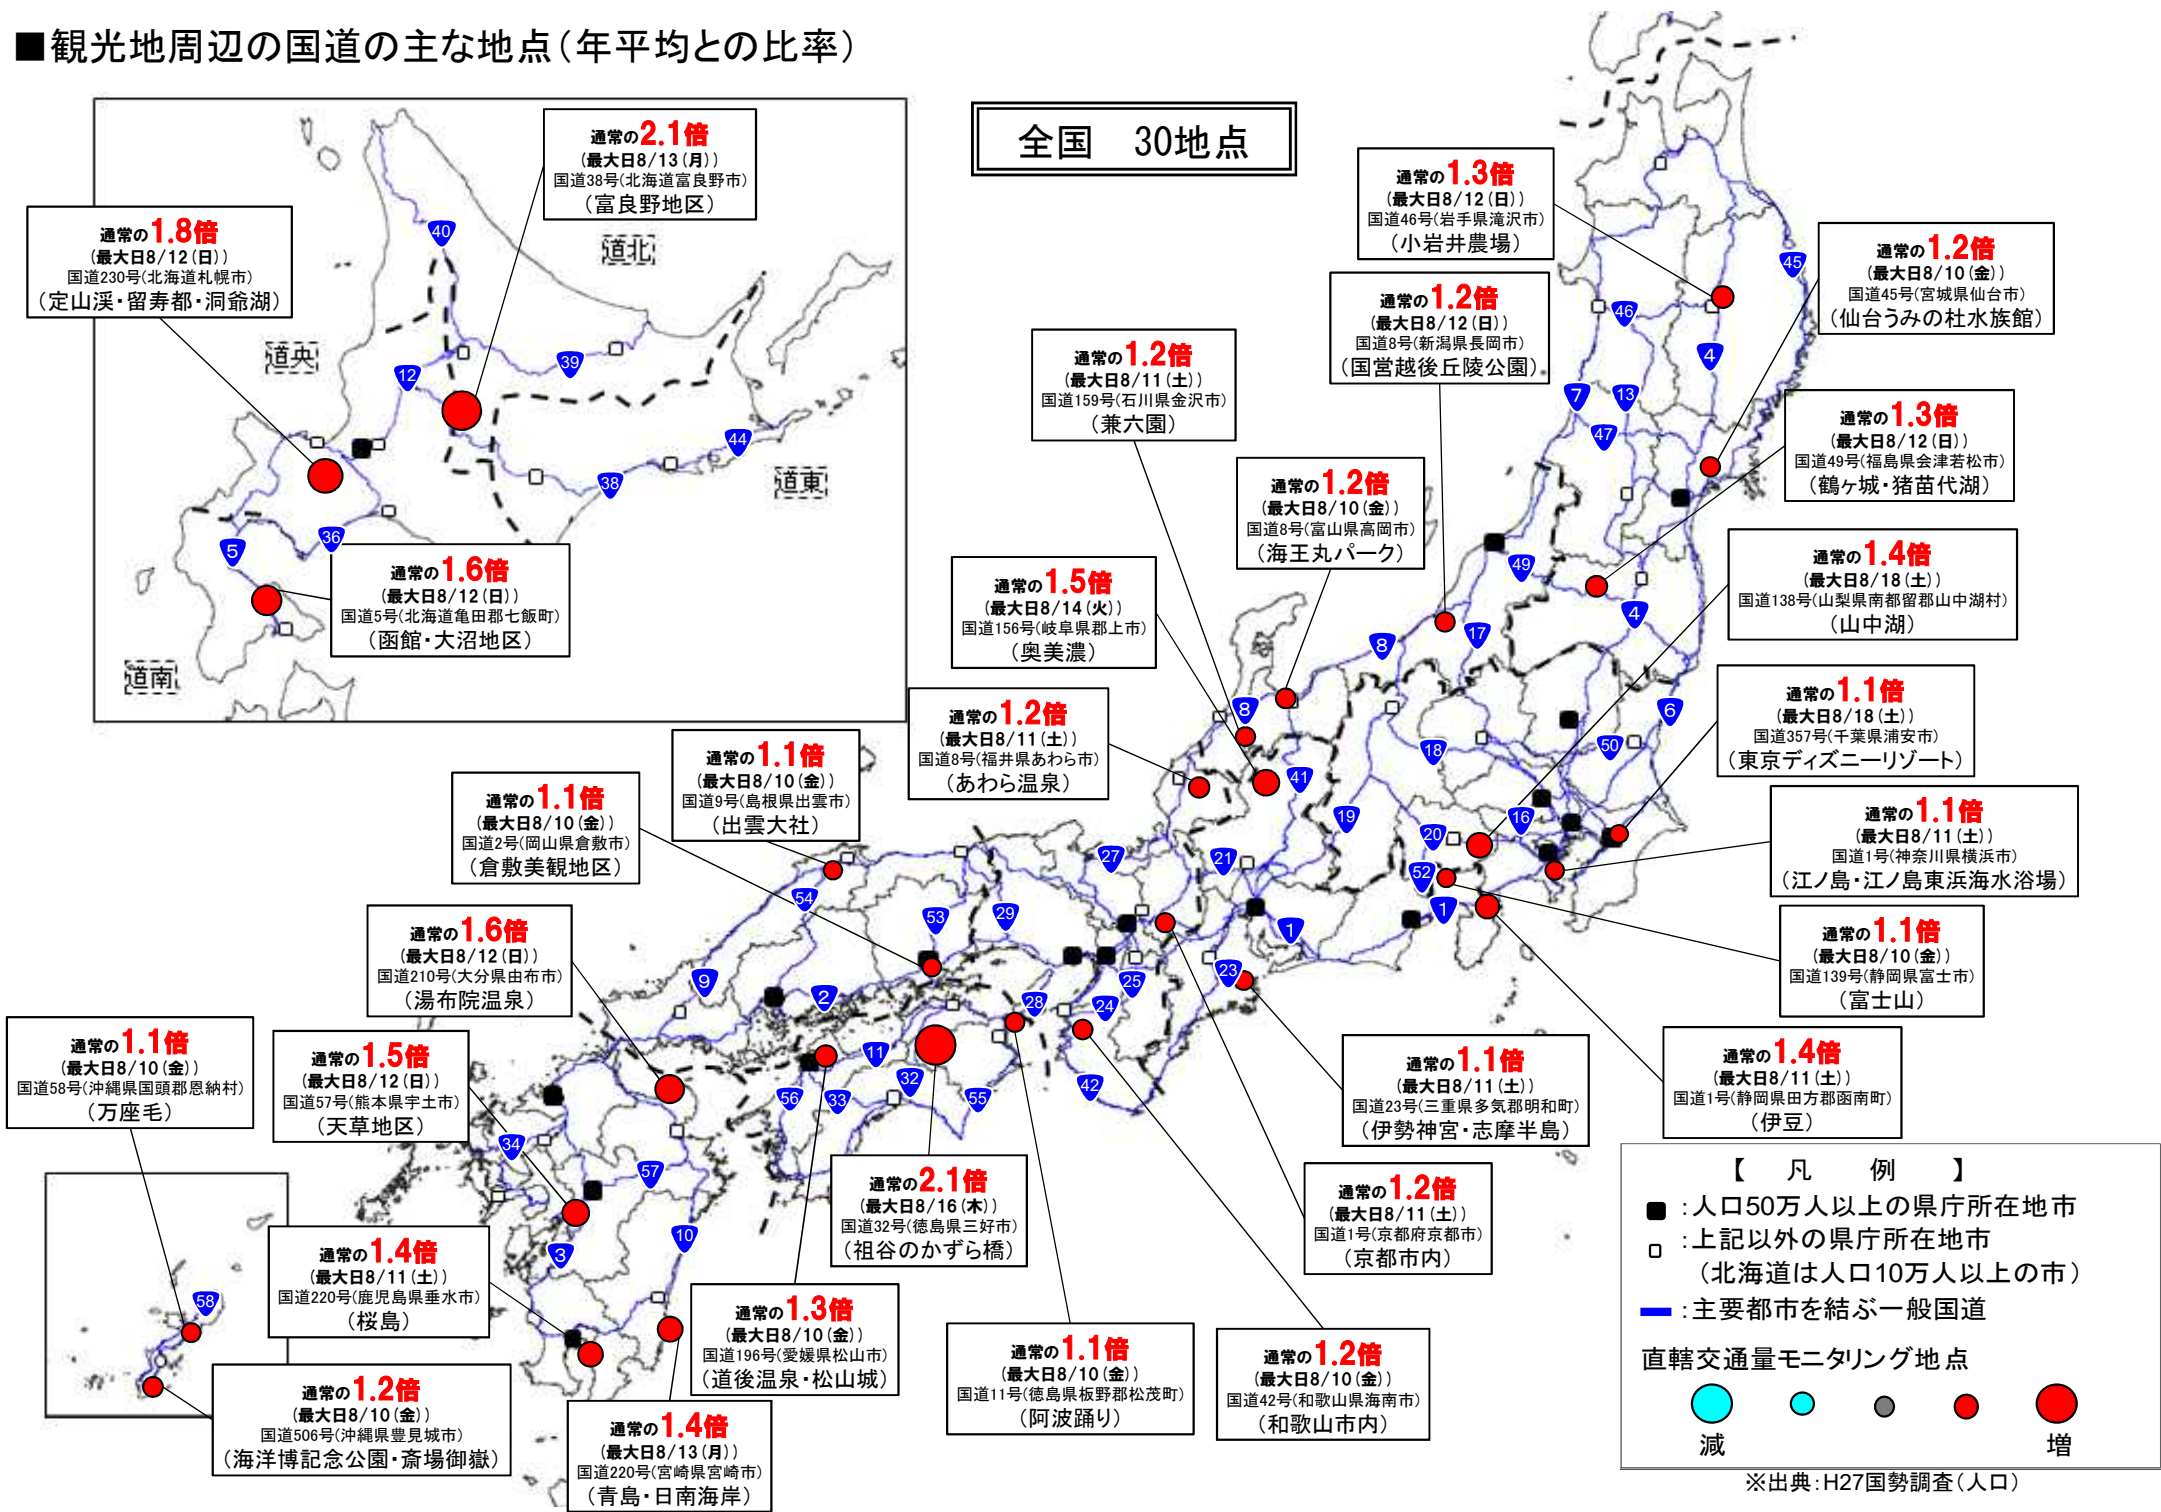 ■観光地周辺の国道の主な地点（年平均との比率）
全国　30地点
通常の2.1倍
（最大日8/13（月））
国道38号（北海道富良野市）
（富良野地区）
通常の1.8倍
（最大日8/12（日））
国道230号（北海道札幌市）
（定山渓・留寿都・洞爺湖）
道北
道央
道東
道南
40
39
12
44
38
36
5
通常の1.6倍
（最大日8/12（日））
国道5号（北海道亀田郡七飯町）
（函館・大沼地区）
通常の1.3倍
（最大日8/12（日））
国道46号（岩手県滝沢市）
（小岩井農場）
通常の1.2倍
（最大日8/10（金））
国道45号（宮城県仙台市）
（仙台うみの杜水族館）
通常の1.2倍
（最大日8/12（日））
国道8号（新潟県長岡市）
（国営越後丘陵公園）
通常の1.2倍
（最大日8/11（土））
国道159号（石川県金沢市）
（兼六園）
通常の1.3倍
（最大日8/12（日））
国道49号（福島県会津若松市）
（鶴ヶ城・猪苗代湖）
通常の1.2倍
（最大日8/10（金））
国道8号（富山県高岡市）
（海王丸パーク）
通常の1.4倍
（最大日8/18（土））
国道138号（山梨県南都留郡山中湖村）
（山中湖）
通常の1.5倍
（最大日8/14（火））
国道156号（岐阜県郡上市）
（奥美濃）
通常の1.1倍
（最大日8/18（土））
国道357号（千葉県浦安市）
（東京ディズニーリゾート）
通常の1.2倍
（最大日8/11（土））
国道8号（福井県あわら市）
（あわら温泉）
通常の1.1倍
（最大日8/10（金））
国道9号（島根県出雲市）
（出雲大社）
通常の1.1倍
（最大日8/10（金））
国道2号（岡山県倉敷市）
（倉敷美観地区）
通常の1.1倍
（最大日8/11（土））
国道1号（神奈川県横浜市）
（江ノ島・江ノ島東浜海水浴場）
通常の1.6倍
（最大日8/12（日））
国道210号（大分県由布市）
（湯布院温泉）
通常の1.1倍
（最大日8/10（金））
国道139号（静岡県富士市）
（富士山）
通常の1.1倍
（最大日8/10（金））
国道58号（沖縄県国頭郡恩納村）
（万座毛）
通常の1.5倍
（最大日8/12（日））
国道57号（熊本県宇土市）
（天草地区）
通常の1.1倍
（最大日8/11（土））
国道23号（三重県多気郡明和町）
（伊勢神宮・志摩半島）
通常の1.4倍
（最大日8/11（土））
国道1号（静岡県田方郡函南町）
（伊豆）
通常の2.1倍
（最大日8/16（木））
国道32号（徳島県三好市）
（祖谷のかずら橋）
通常の1.2倍
（最大日8/11（土））
国道1号（京都府京都市）
（京都市内）
通常の1.4倍
（最大日8/11（土））
国道220号（鹿児島県垂水市）
（桜島）
通常の1.3倍
（最大日8/10（金））
国道196号（愛媛県松山市）
（道後温泉・松山城）
通常の1.1倍
（最大日8/10（金））
国道11号（徳島県板野郡松茂町）
（阿波踊り）
通常の1.2倍
（最大日8/10（金））
国道42号（和歌山県海南市）
（和歌山市内）
通常の1.2倍
（最大日8/10（金））
国道506号（沖縄県豊見城市）
（海洋博記念公園・斎場御嶽）
通常の1.4倍
（最大日8/13（月））
国道220号（宮崎県宮崎市）
（青島・日南海岸）
45
46
4
7
13
47
49
4
17
8
8
6
50
18
41
19
16
20
52
1
1
21
27
23
25
24
28
42
29
53
54
9
2
11
32
33
56
55
34
57
10
3
58
【　凡　例　】
■：人口50万人以上の県庁所在地市
□：上記以外の県庁所在地市
（北海道は人口10万人以上の市）
：主要都市を結ぶ一般国道
直轄交通量モニタリング地点
減　増
※出典：H27国勢調査（人口）